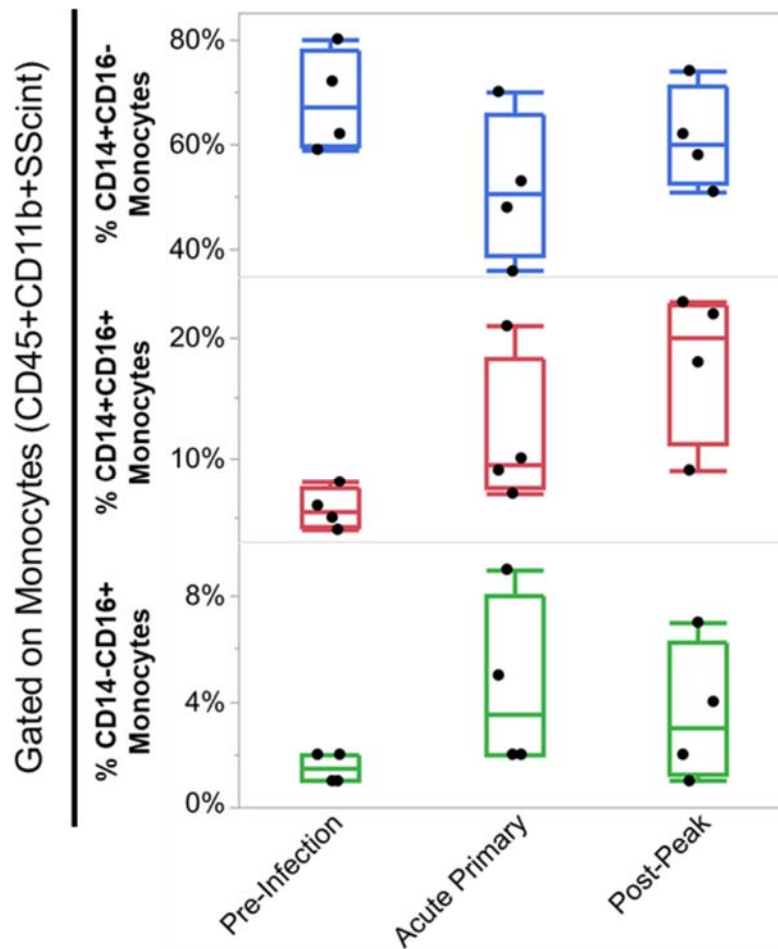 Gated on Monocytes (CD45+CD11b+SScint)
% CD14+CD16-
Monocytes
80%
60%
40%
% CD14+CD16+
Monocytes
20%
10%
% CD14-CD16+
Monocytes
8%
4%
0%
Pre-Infection
Acute Primary
Post-Peak